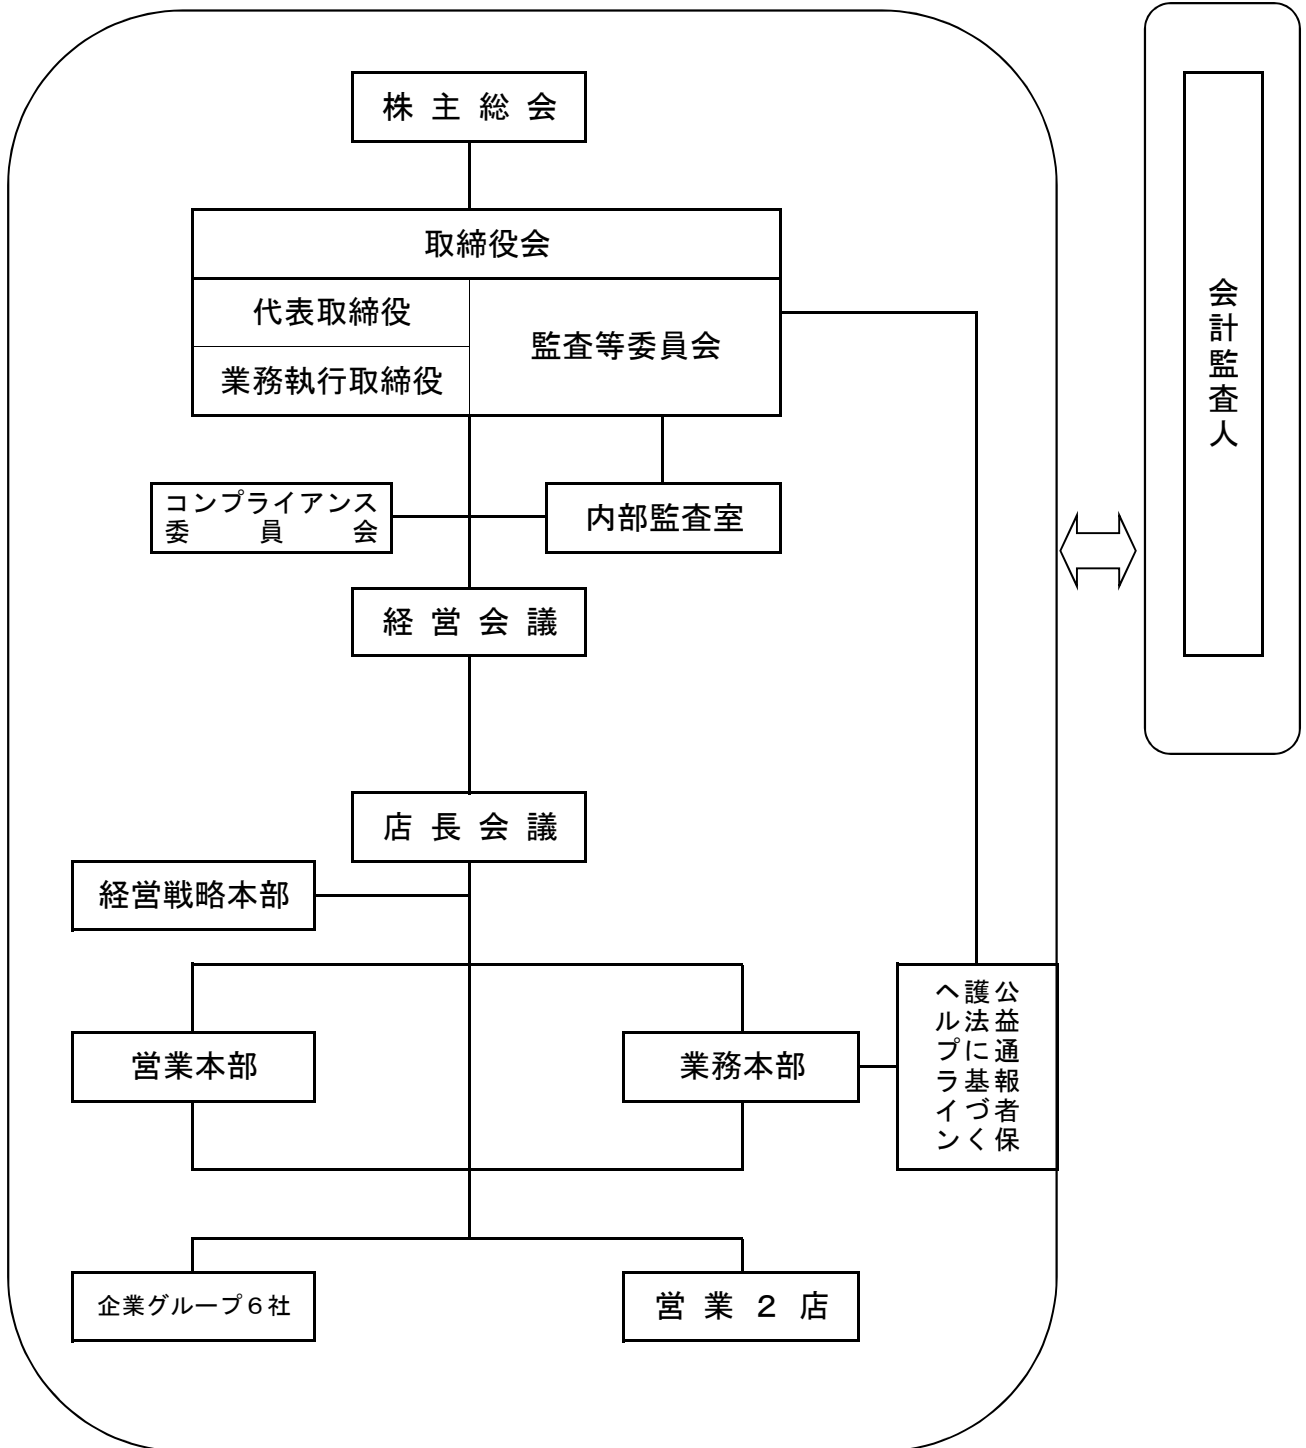 株主総会
取締役会
代表取締役
業務執行取締役
監査等委員会
コンプライアンス
委員会
内部監査室
経営会議
店長会議
経営戦略本部
営業本部
業務本部
公益通報者保
護法に基づく
ヘルプライン
企業グループ6社
営業2店
会計監査人